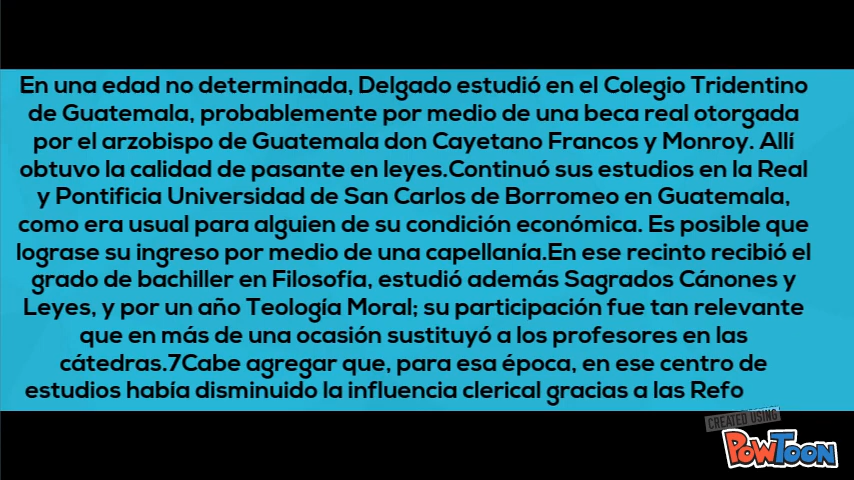 En una edad no determinada, Delgado estudió en el Colegio Tridentino
de Guatemala, probablemente por medio de una beca real otorgada
por el arzobispo de Guatemala don Cayetano Francos y Monroy. Allí
obtuvo la calidad de pasante en leyes.Continuó sus estudios en la Real
y Pontificia Universidad de San Carlos de Borromeo en Guatemala,
como era usual para alguien de su condición económica. Es posible que
lograse su ingreso por medio de una capellanía.En ese recinto recibió el
grado de bachiller en Filosofía, estudió además Sagrados Cánones y
Leyes, y por un año Teología Moral; su participación fue tan relevante
que en más de una ocasión sustituyó a los profesores en las
cátedras.7Cabe agregar que, para esa época, en ese centro de
estudios había disminuido la influencia clerical gracias a las Refo
CREATED USING
POWTOON